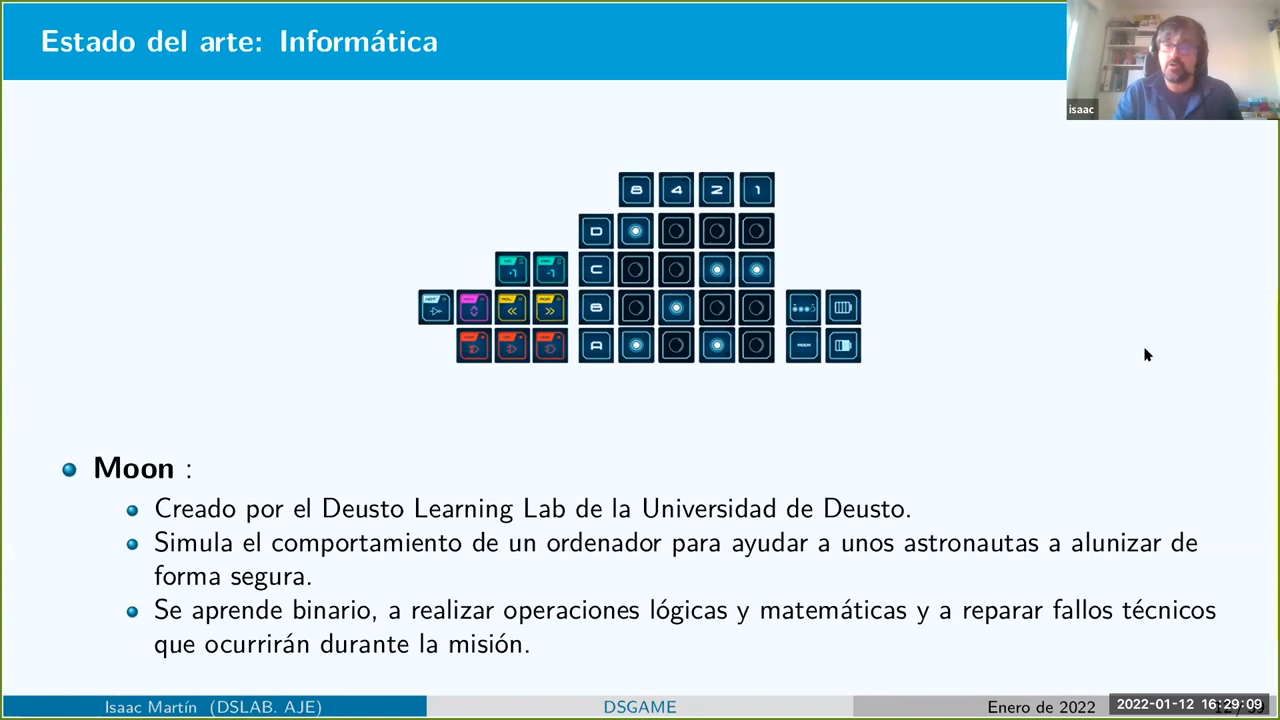 Estado del arte: Informática
isaac
8 4 2 1
D
C
+1 -1
NOT
B
A
MOON
Moon :
Creado por el Deusto Learning Lab de la Universidad de Deusto.
Simula el comportamiento de un ordenador para ayudar a unos astronautas a alunizar de
forma segura.
Se aprende binario, a realizar operaciones lógicas y matemáticas y a reparar fallos técnicos
que ocurrirán durante la misión.
Isaac Martín (DSLAB. AJE)
DSGAME
Enero de 2022
2022-01-12 16:29:09